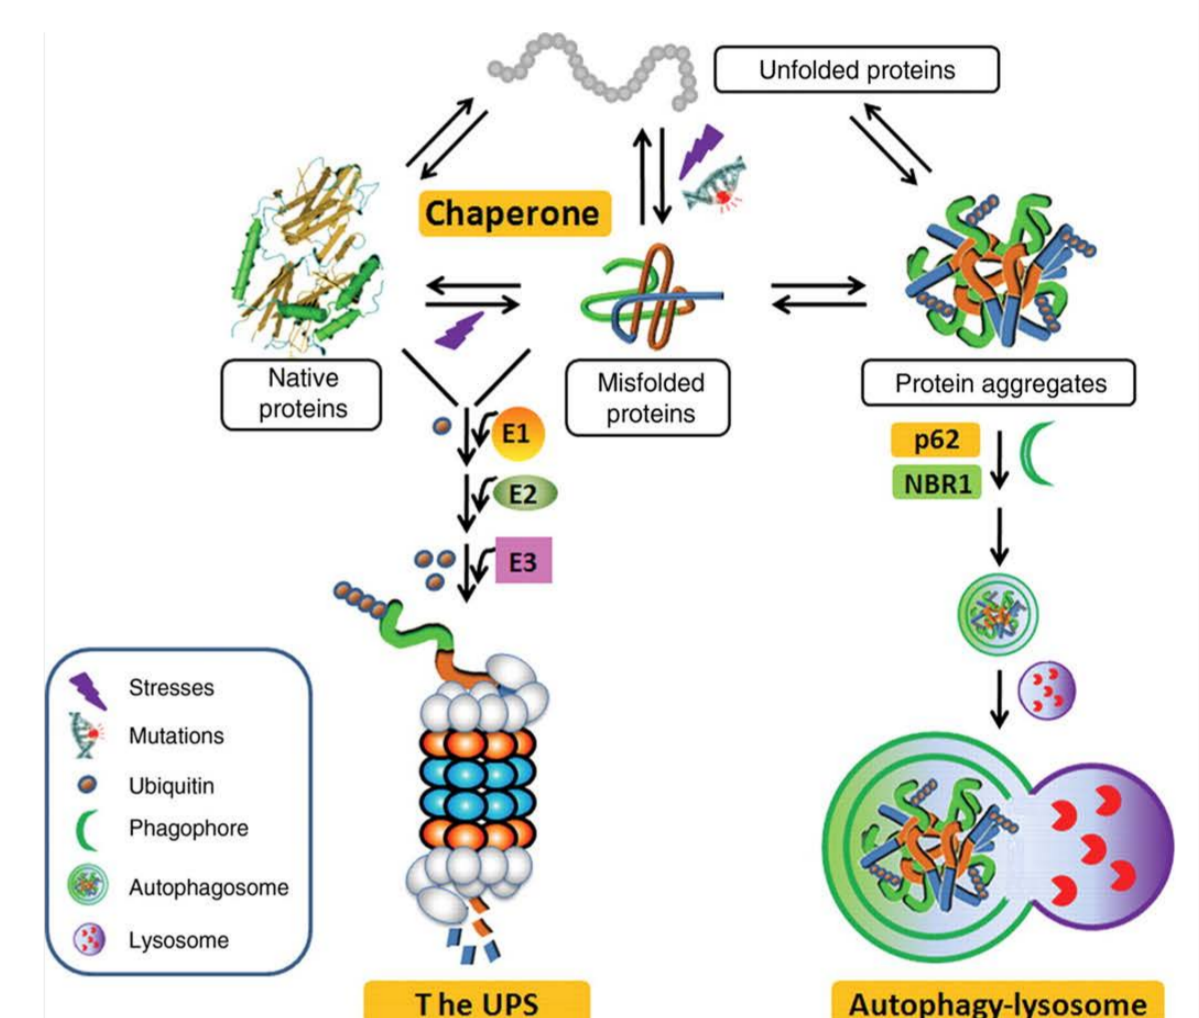 Unfolded proteins
Chaperone
Native
proteins
Misfolded
proteins
Protein aggregates
E1
p62
NBR1
E2
E3
Stresses
Mutations
Ubiquitin
Phagophore
Autophagosome
Lysosome
The UPS
Autophagy-lysosome